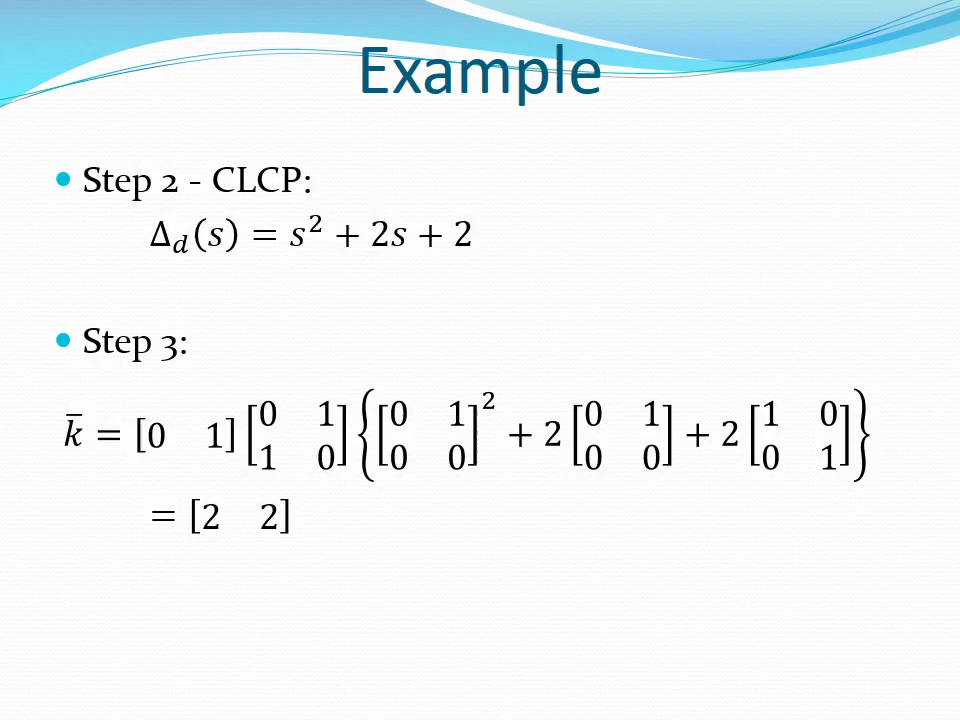 Example
• Step 2 - CLCP:
Δ_d(s) = s² + 2s + 2
• Step 3:
k̄ = [0 1] [0 1; 1 0] { [0 1; 0 0]² + 2 [0 1; 0 0] + 2 [1 0; 0 1] }
= [2 2]